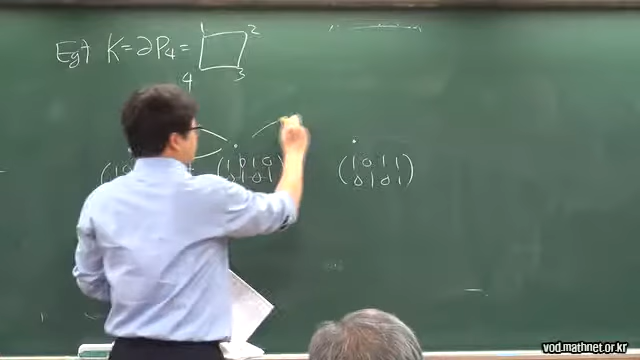 Eg) K = ∂P₄ =
1 2
4 3
(1 0 1 0
0 1 0 1)
(1 0 1 1
0 1 0 1)
vod.mathnet.or.kr